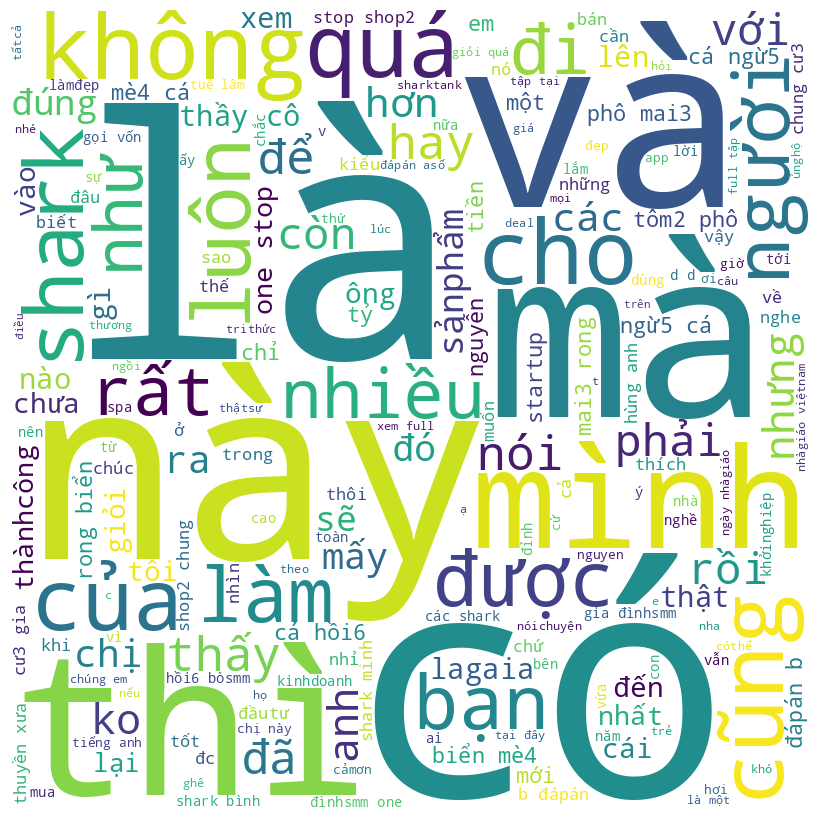 tấtcả
không
quá
xem
stop shop2
em
bán
giỏi quá
nó
đi
cần
lên
với
cá ngừ5
hỏi
chung cư3
làmđẹp
tuệ lâm
mè4 cá
sharktank
tập tại
một
phô mai3
người
đúng
nhé
gọi vốn
thầy cô
hơn
chắc
v
nữa
giá
và
đẹp
app
lời
full tập
ủnghộ
shark
sự
ấy
để
hay
kiểu
đápán asố
lắm
mọi
những
vào
như
đâu
biết
luôn
là
one stop
còn
thứ
lúc
tiền
các
tôm2 phô
vậy
deal
cho
giờ
tới
gì
sao
thế
ông
tỷ
sảnphẩm
dùng
d d
ơi
câu
điều
thương
tri thức
chỉ
nguyễn
trên
ngừ5 cá
về
nghe
mà
nào
ngồi
rất
nhiều
startup
mai3 rong
hùng anh
nhưng
chưa
spa
thậtsự
xem full
muốn
t
nhàgiáo việtnam
nên
từ
ở
này
đó
nói
phải
thích
chúc
ra
trong
cả
ý
nhà
ngày nhàgiáo
thànhcông
rong biển
giỏi
cao
thôi
sẽ
ạ
mình
cứ
nghề
khởinghiệp
tôi
shop2 chung
nhìn
toàn
mấy
đỉnh
được
nguyen
rồi
của
c
làm
theo
các shark
nóichuyện
gia đìnhsmm
e
thật
nha
cũng
cư3 gia
khi
vì
chị
thấy
cá hồi6
nhỉ
chứ
bên
con
vẫn
cóthể
chúng em
nếu
hồi6 bòsmm
họ
kinhdoanh
anh
shark minh
lagaia
bạn
có
đến
vừa
đápán b
thuyền xưa
thì
ko
đầutư
chị này
ai
tại đây
nhất
năm
trẻ
tiếng anh
tốt
đã
cảmơn
biển mè4
cái
khó
lại
đc
mới
mua
ghê
shark bình
đìnhsmm one
b đápán
hơi
là một